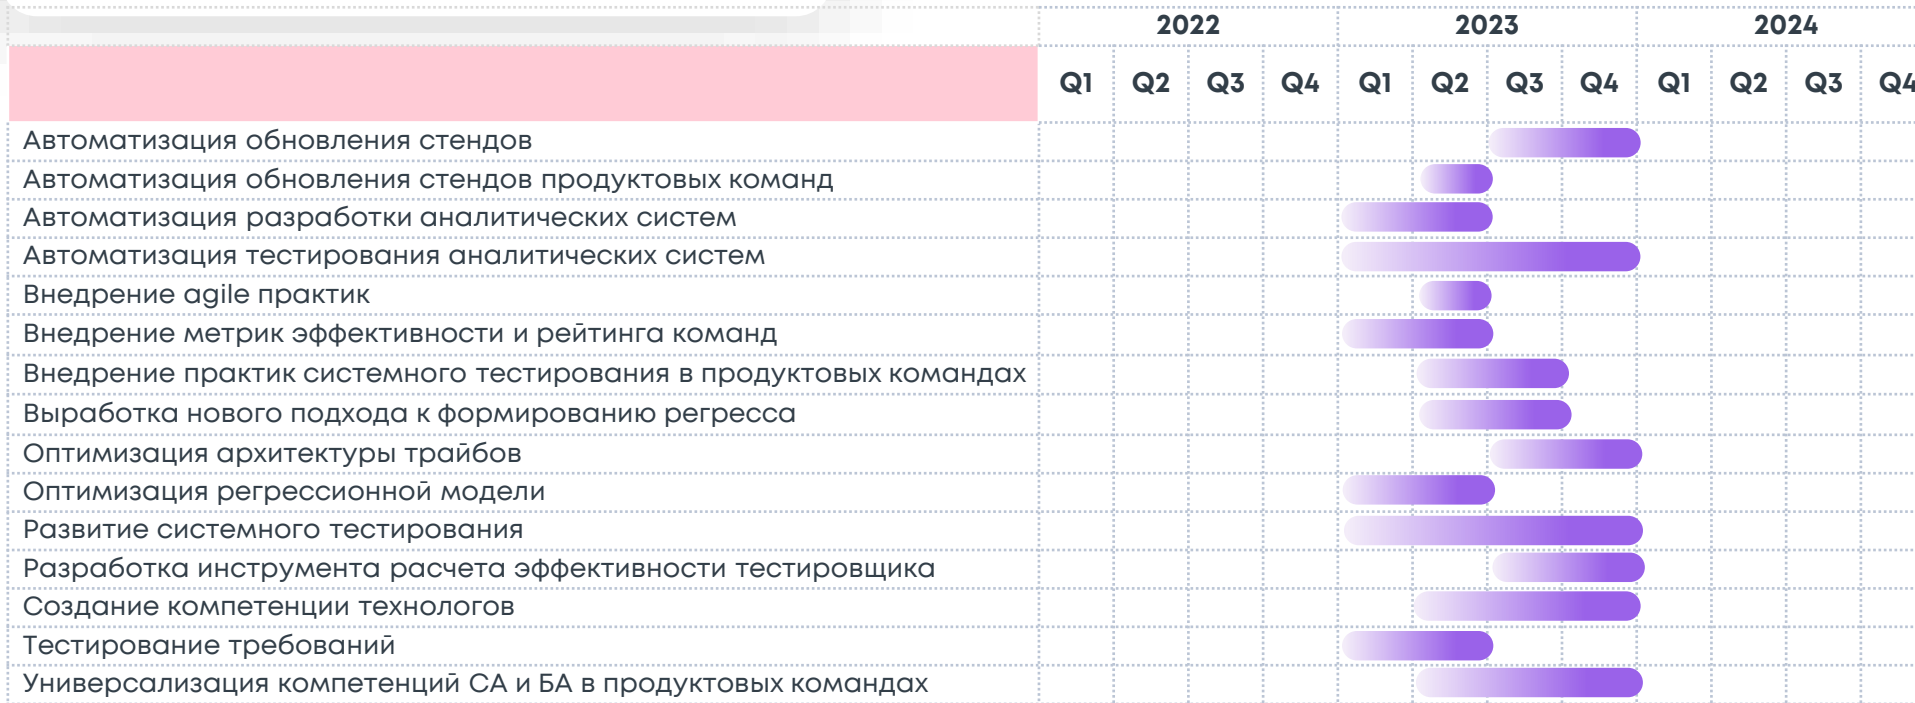 2022 2023 2024
Q1 Q2 Q3 Q4 Q1 Q2 Q3 Q4 Q1 Q2 Q3 Q4
Автоматизация обновления стендов
Автоматизация обновления стендов продуктовых команд
Автоматизация разработки аналитических систем
Автоматизация тестирования аналитических систем
Внедрение agile практик
Внедрение метрик эффективности и рейтинга команд
Внедрение практик системного тестирования в продуктовых командах
Выработка нового подхода к формированию регресса
Оптимизация архитектуры трайбов
Оптимизация регрессионной модели
Развитие системного тестирования
Разработка инструмента расчета эффективности тестировщика
Создание компетенции технологов
Тестирование требований
Универсализация компетенций СА и БА в продуктовых командах